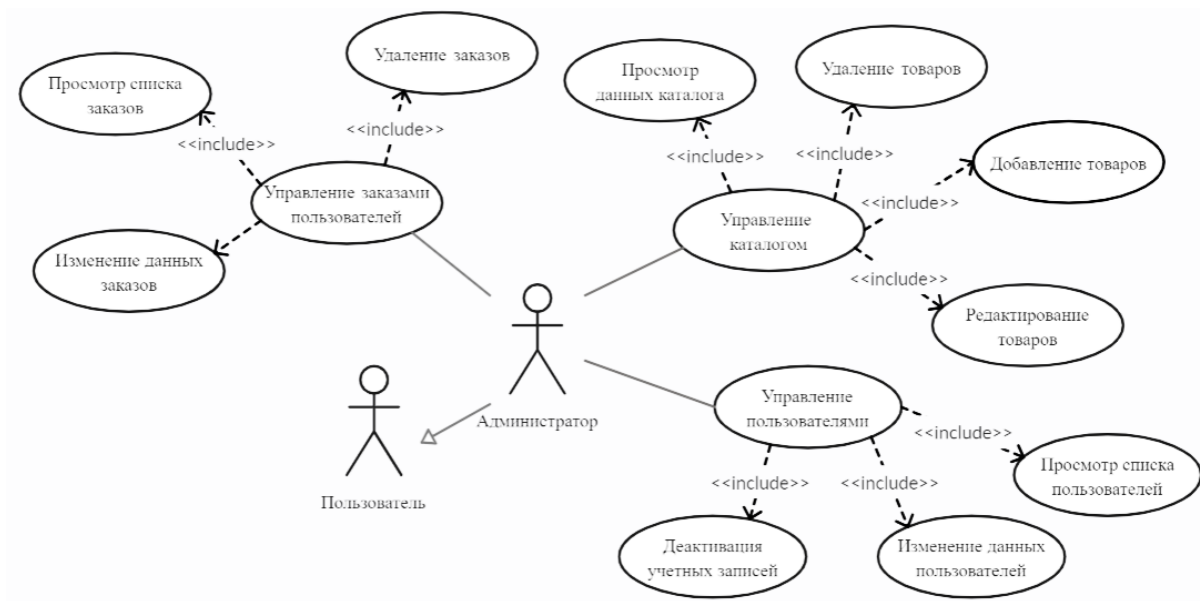 Удаление заказов
Просмотр списка
заказов
<<include>>
<<include>>
Управление заказами
пользователей
Изменение данных
заказов
Просмотр
данных каталога
Удаление товаров
<<include>>
<<include>>
Добавление товаров
<<include>>
Управление
каталогом
<<include>>
Редактирование
товаров
Администратор
Пользователь
Управление
пользователями
<<include>>
Просмотр списка
пользователей
<<include>>
<<include>>
Деактивация
учетных записей
Изменение данных
пользователей